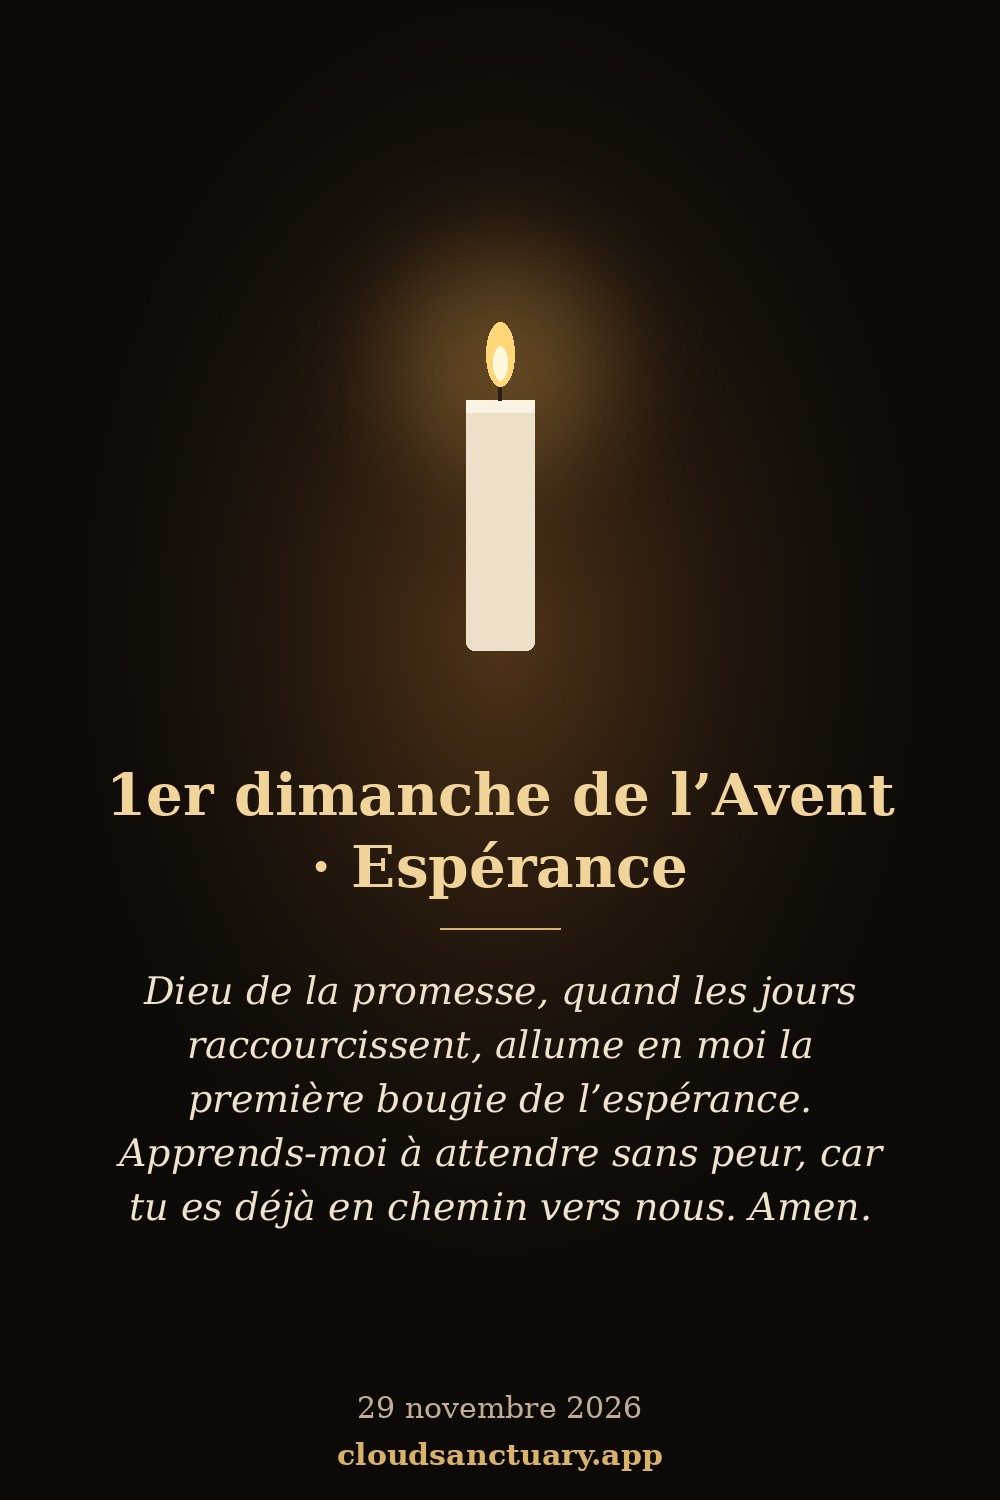 1er dimanche de l’Avent
· Espérance
Dieu de la promesse, quand les jours
raccourcissent, allume en moi la
première bougie de l’espérance.
Apprends-moi à attendre sans peur, car
tu es déjà en chemin vers nous. Amen.
29 novembre 2026
cloudsanctuary.app